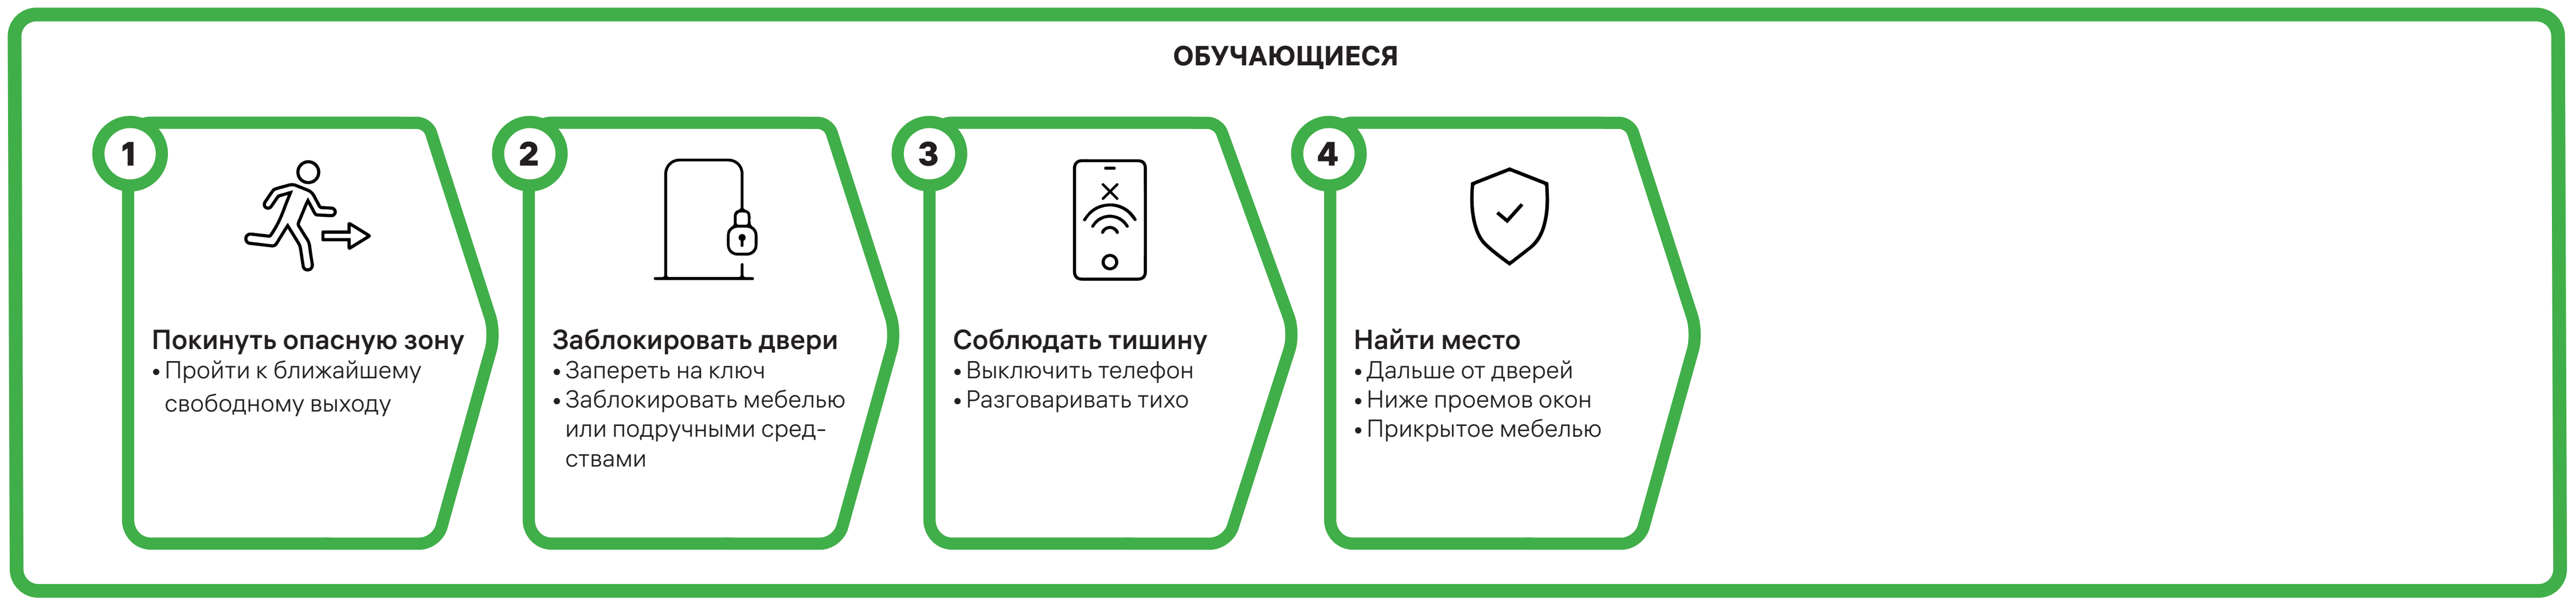 ОБУЧАЮЩИЕСЯ
1
Покинуть опасную зону
• Пройти к ближайшему
свободному выходу
2
Заблокировать двери
• Запереть на ключ
• Заблокировать мебелью
или подручными сред-
ствами
3
Соблюдать тишину
• Выключить телефон
• Разговаривать тихо
4
Найти место
• Дальше от дверей
• Ниже проемов окон
• Прикрытое мебелью